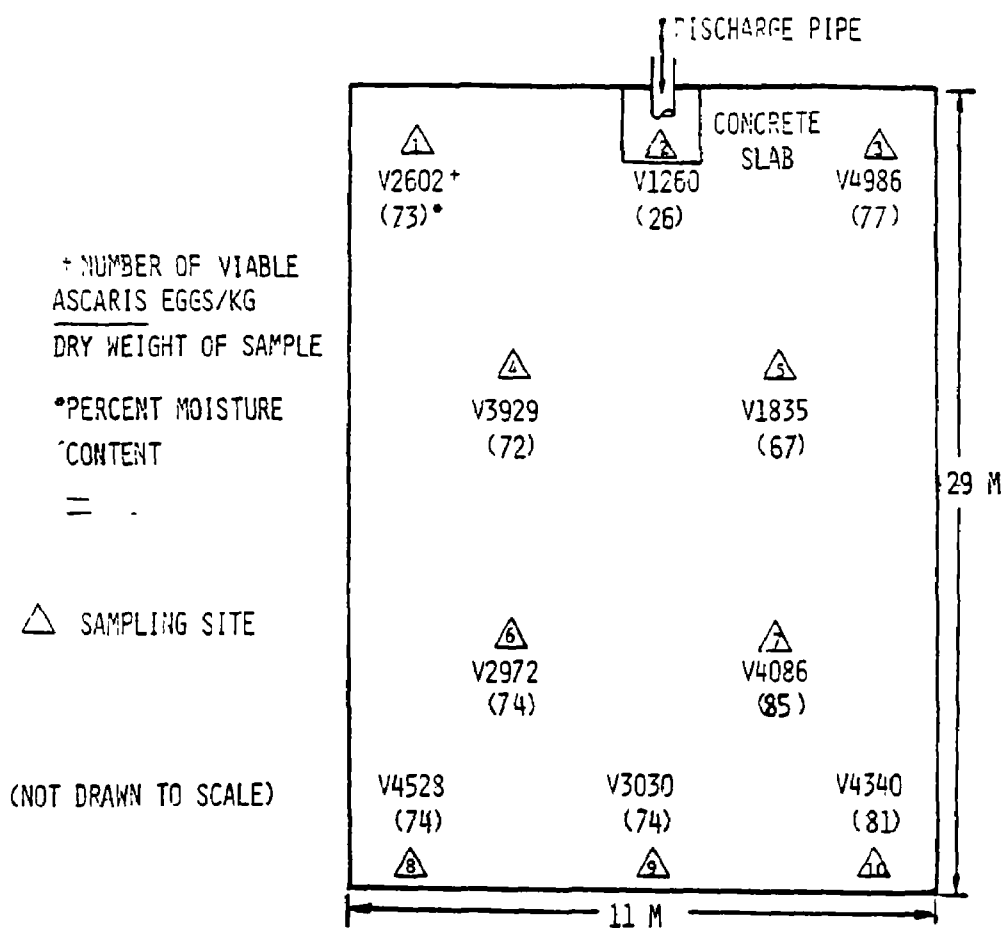 DISCHARGE PIPE
CONCRETE
SLAB
1
2
3
V2602+
V1260
V4986
(73)•
(26)
(77)
+ NUMBER OF VIABLE
ASCARIS EGGS/KG
DRY WEIGHT OF SAMPLE
•PERCENT MOISTURE
CONTENT
4
5
V3929
V1835
(72)
(67)
29 M
△ SAMPLING SITE
6
7
V2972
V4086
(74)
(85)
(NOT DRAWN TO SCALE)
V4528
V3030
V4340
(74)
(74)
(81)
8
9
10
11 M